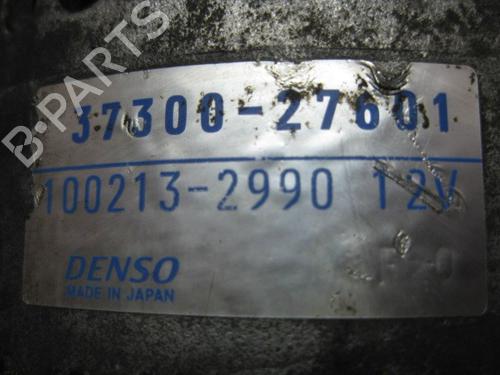 B-PARTS
37300-27601
100213-2990 12V
DENSO
MADE IN JAPAN